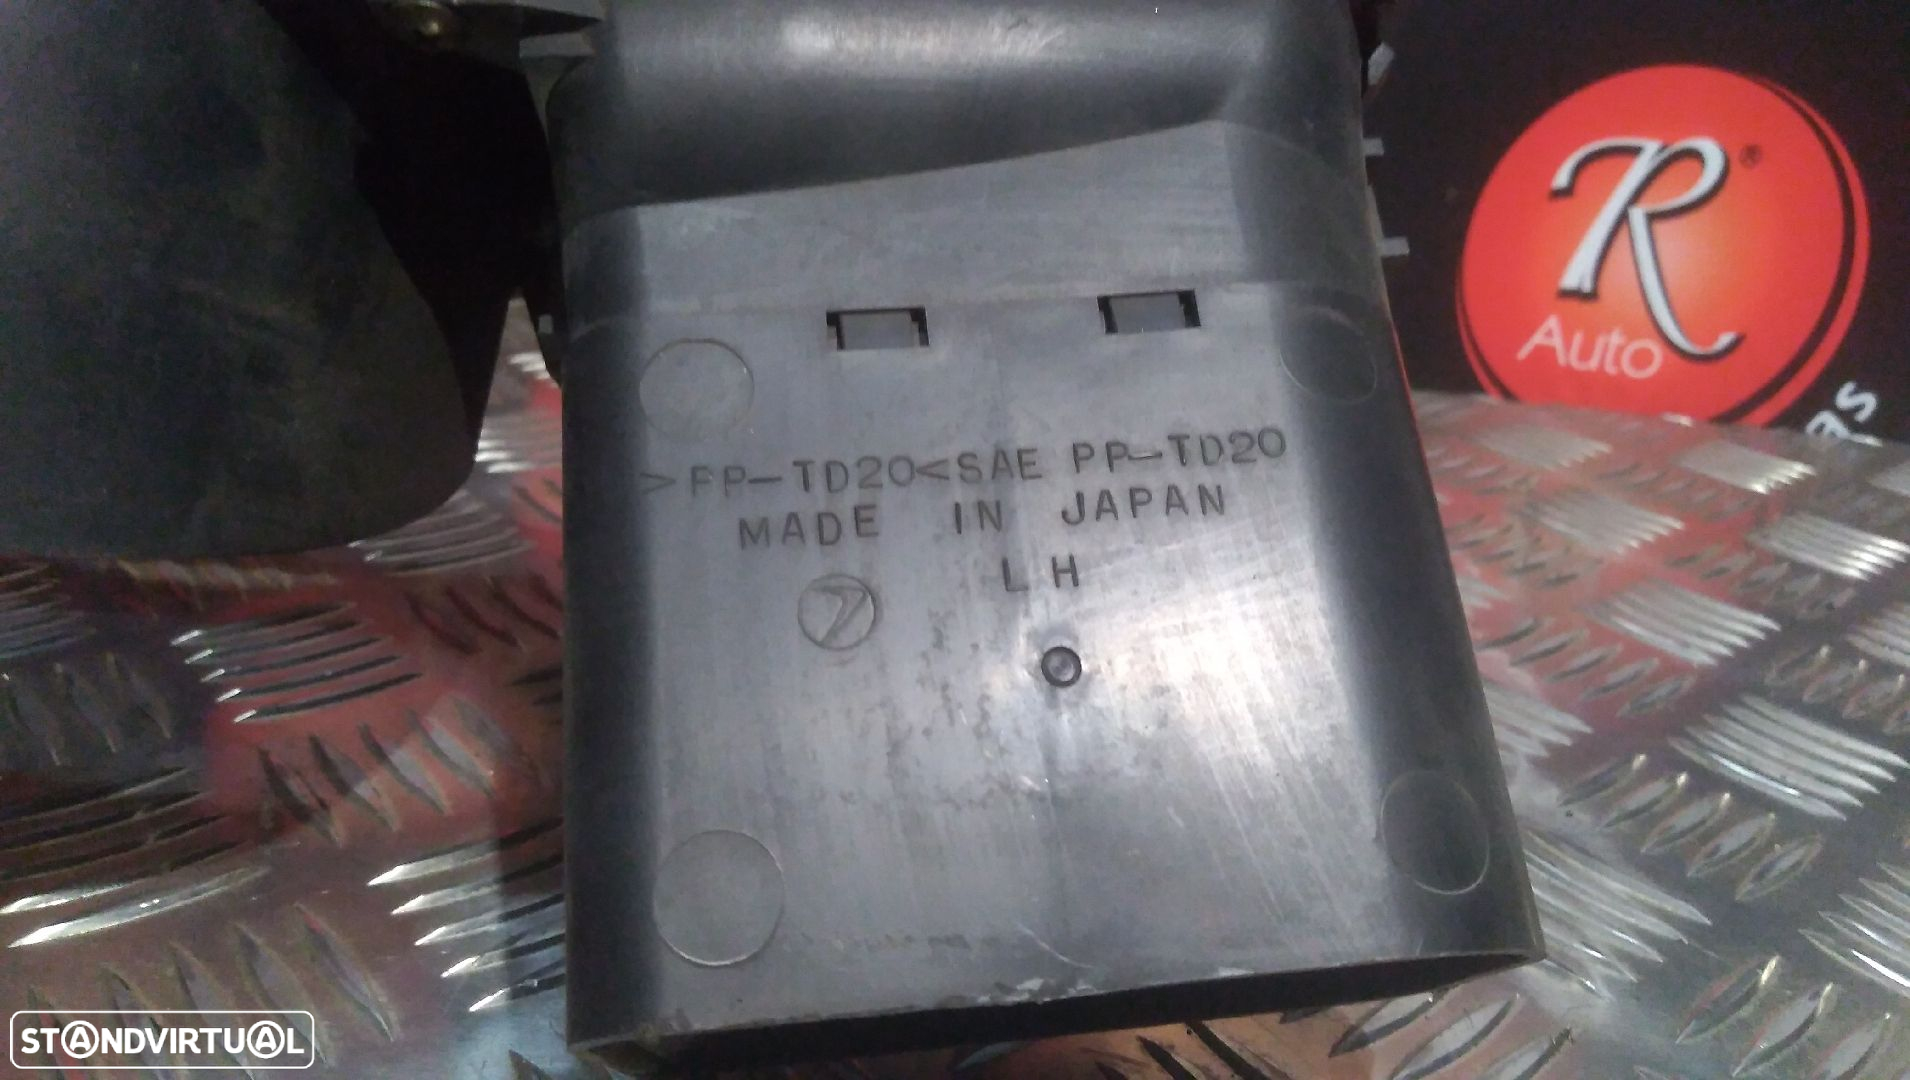 R®
Auto
>PP-TD20<SAE PP-TD20
MADE IN JAPAN
LH
STANDVIRTUAL